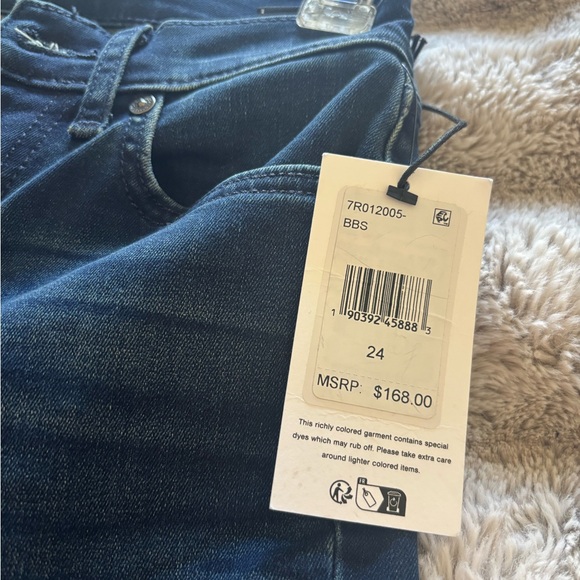 7R012005-
BBS
1 90392 45888 3
24
MSRP: $168.00
This richly colored garment contains special
dyes which may rub off. Please take extra care
around lighter colored items.
FR